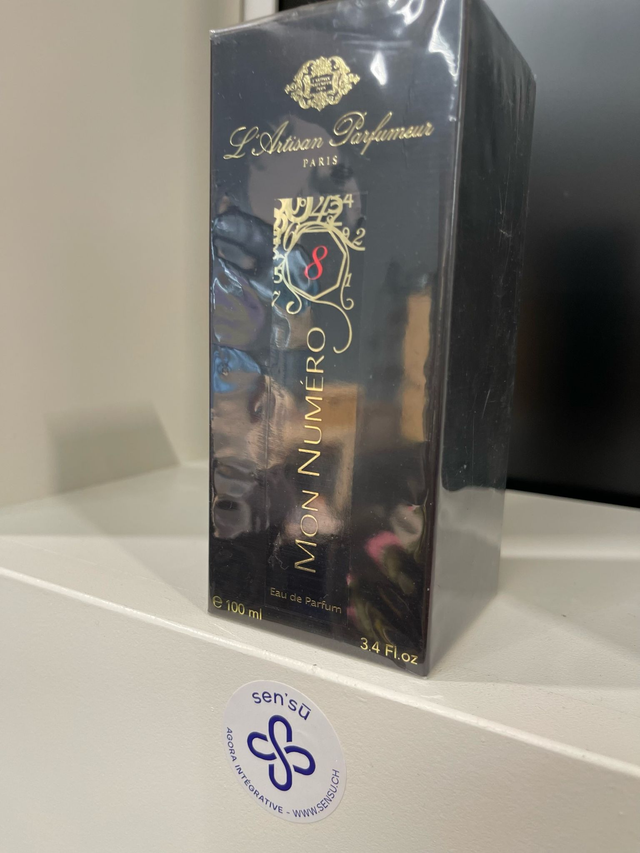 L'Artisan Parfumeur
PARIS
8
MON NUMÉRO
Eau de Parfum
e 100 ml
3.4 Fl.oz
sen'sū
AGORA INTÉGRATIVE - WWW.SENSU.CH